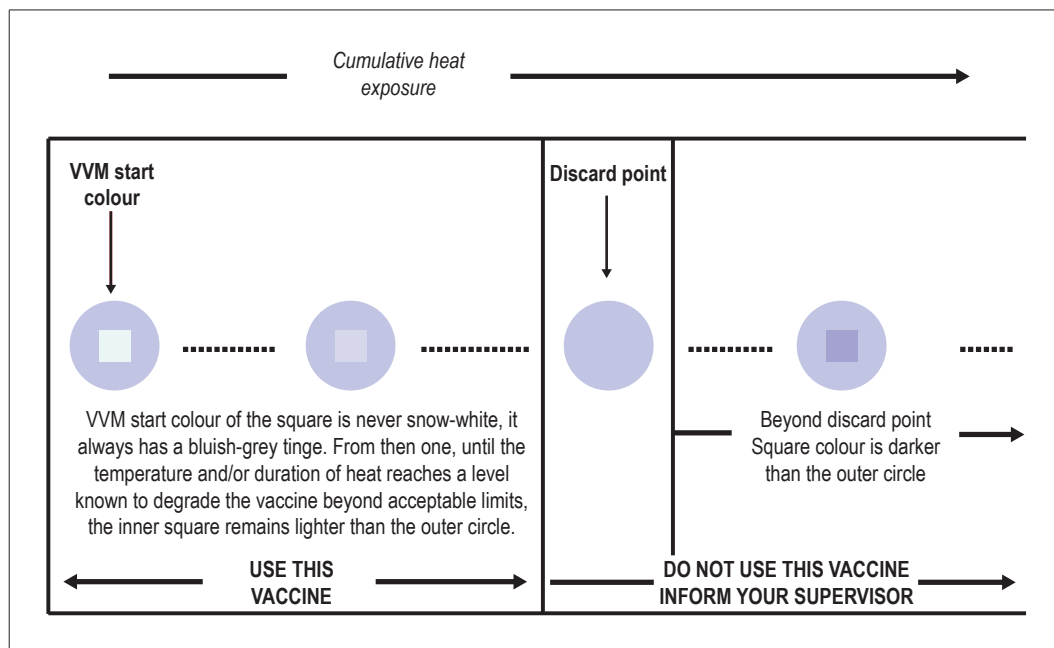 Cumulative heat
exposure
VVM start
colour
Discard point
VVM start colour of the square is never snow-white, it
always has a bluish-grey tinge. From then one, until the
temperature and/or duration of heat reaches a level
known to degrade the vaccine beyond acceptable limits,
the inner square remains lighter than the outer circle.
Beyond discard point
Square colour is darker
than the outer circle
USE THIS
VACCINE
DO NOT USE THIS VACCINE
INFORM YOUR SUPERVISOR